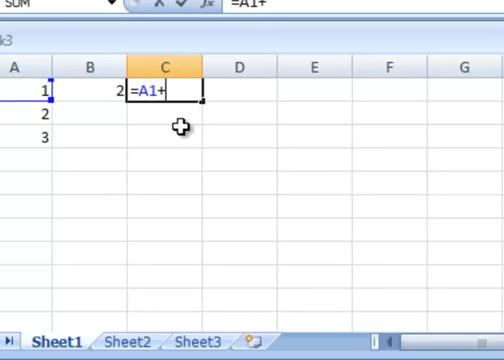 SUM =A1+
k3
A B C D E F G
1 2 =A1+
2
3
Sheet1 Sheet2 Sheet3